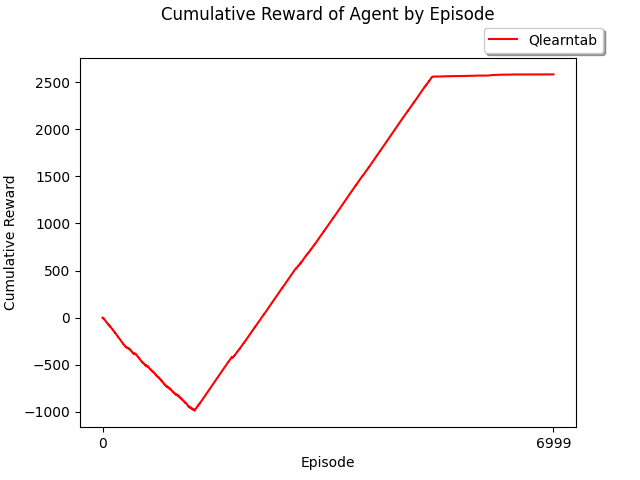 Cumulative Reward of Agent by Episode
Qlearntab
2500
2000
1500
1000
500
0
−500
−1000
Cumulative Reward
0 6999
Episode